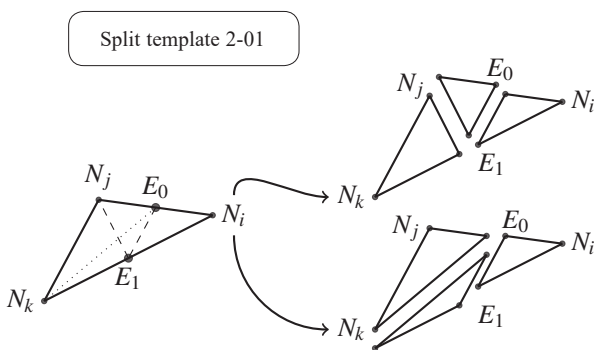 Split template 2-01
N_j
E_0
N_i
E_1
N_k
N_j
E_0
N_i
E_1
N_k
N_j
E_0
N_i
E_1
N_k